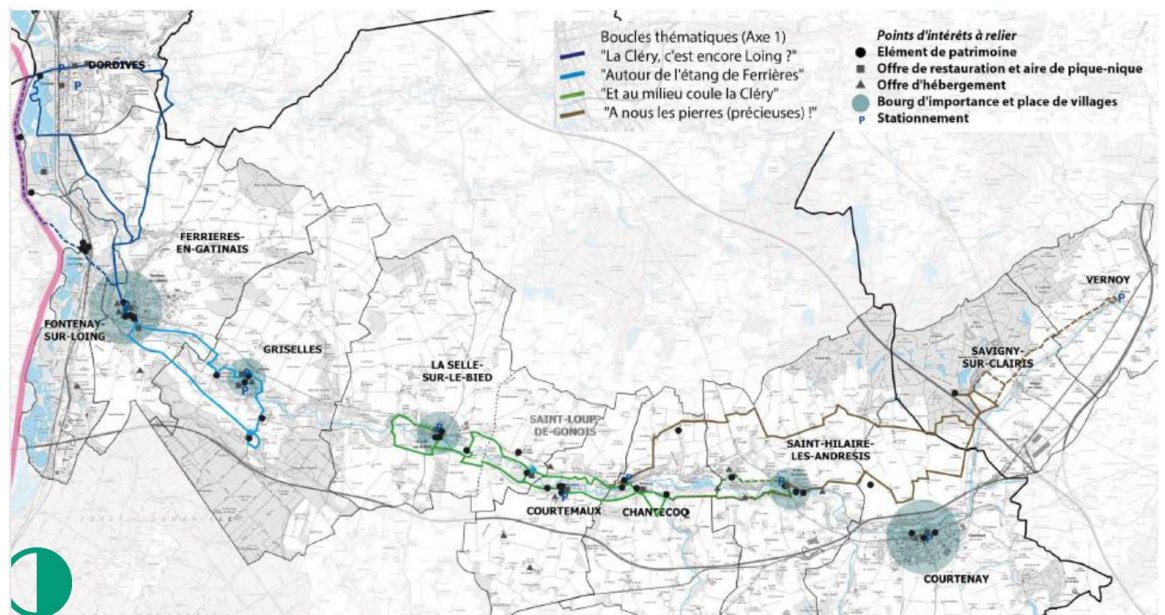 Boucles thématiques (Axe 1)
"La Cléry, c'est encore Loing ?"
"Autour de l'étang de Ferrières"
"Et au milieu coule la Cléry"
"A nous les pierres (précieuses) !"
Points d'intérêts à relier
Elément de patrimoine
Offre de restauration et aire de pique-nique
Offre d'hébergement
Bourg d'importance et place de villages
P Stationnement
DORDIVES
P
P
P
FERRIERES-
EN-GATINAIS
FONTENAY-
SUR-LOING
GRISELLES
P
LA SELLE-
SUR-LE-BIED
P
SAINT-LOUP-
DE-GONOIS
COURTEMAUX
P
CHANTECOQ
P
SAINT-HILAIRE-
LES-ANDRESIS
P
SAVIGNY-
SUR-CLAIRIS
VERNOY
P
COURTENAY